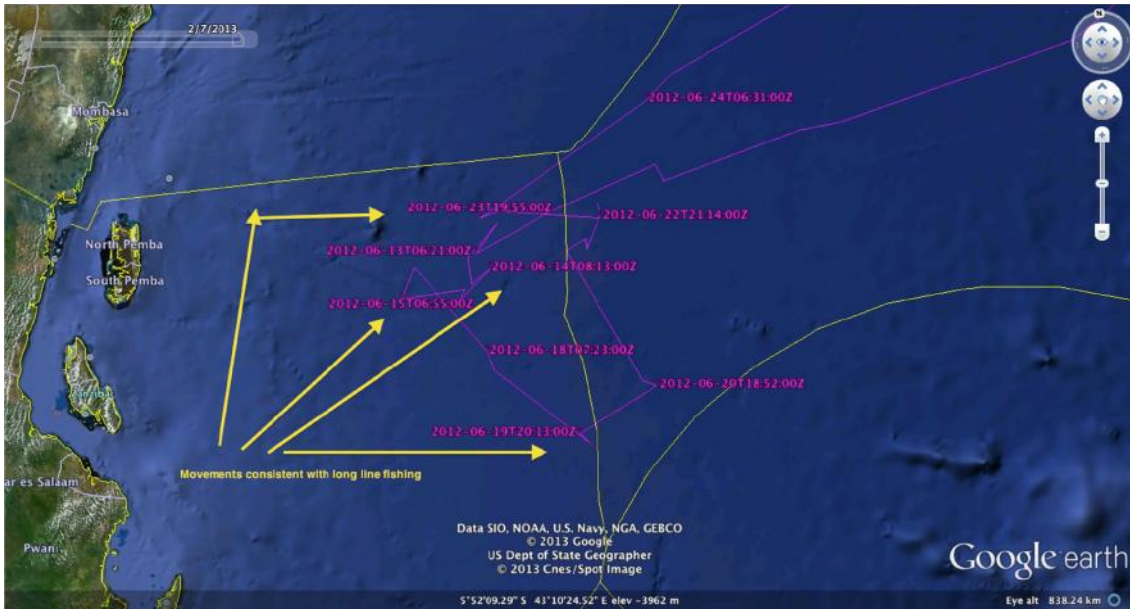 2/7/2013
N
Mombasa
2012-06-24T06:31:00Z
2012-06-23T19:55:00Z
2012-06-22T21:14:00Z
North Pemba
2012-06-13T06:21:00Z
2012-06-14T08:13:00Z
South Pemba
2012-06-15T06:55:00Z
2012-06-18T07:23:00Z
2012-06-20T18:52:00Z
2012-06-19T20:13:00Z
Movements consistent with long line fishing
ar es Salaam
Pwani
Data SIO, NOAA, U.S. Navy, NGA, GEBCO
© 2013 Google
US Dept of State Geographer
© 2013 Cnes/Spot Image
Google earth
5°52'09.29" S 43°10'24.52" E elev -3962 m
Eye alt 838.24 km